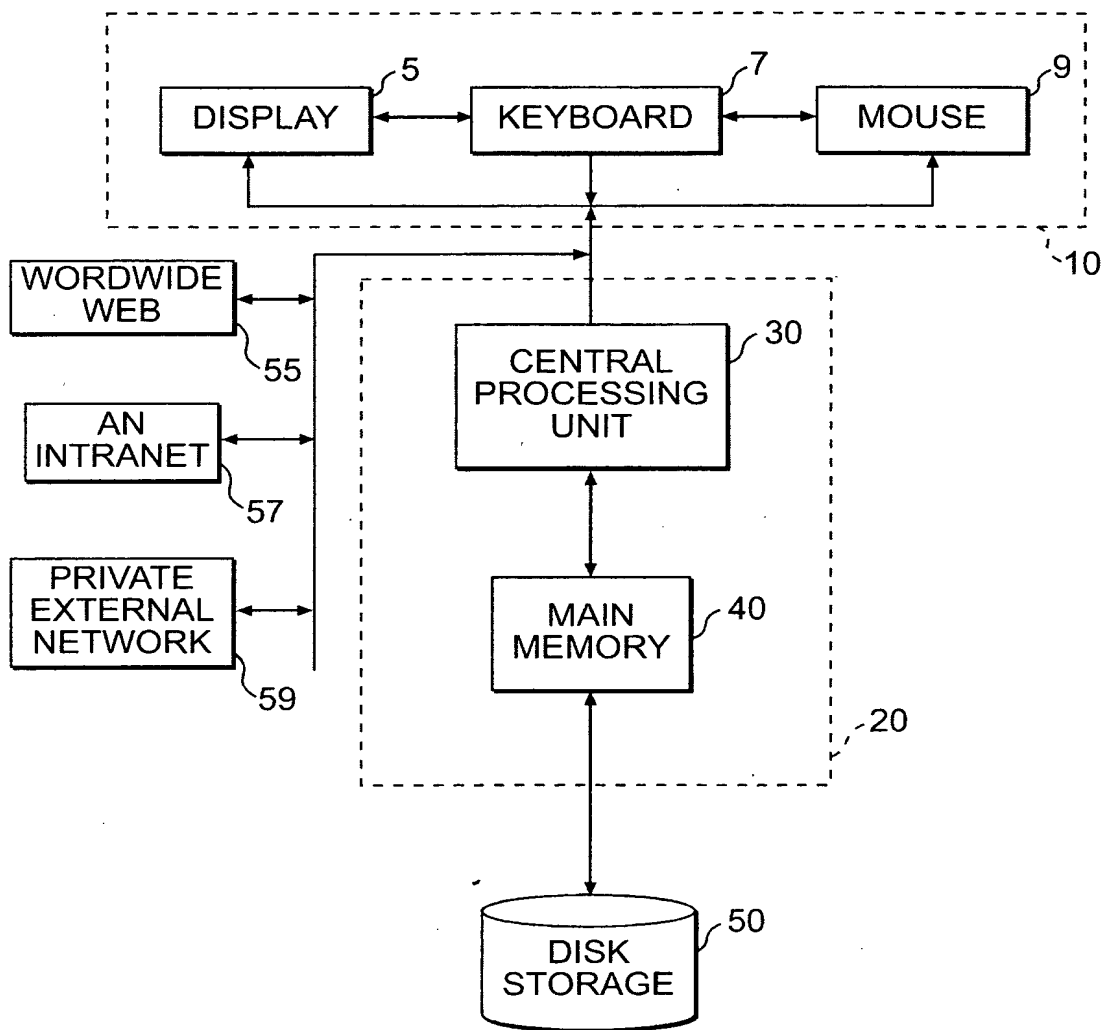 5
7
9
DISPLAY
KEYBOARD
MOUSE
10
WORDWIDE
WEB
55
AN
INTRANET
57
PRIVATE
EXTERNAL
NETWORK
59
30
CENTRAL
PROCESSING
UNIT
MAIN
MEMORY
40
20
DISK
STORAGE
50